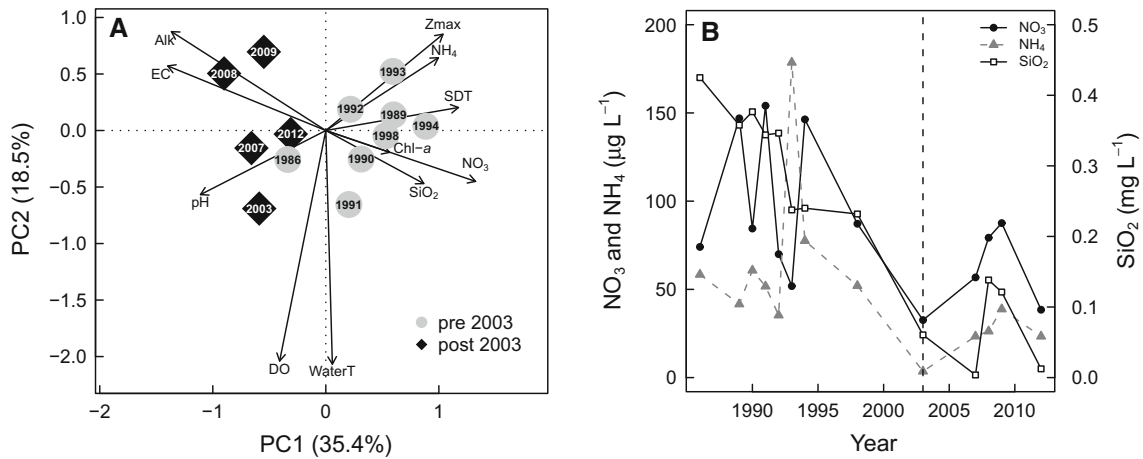 A
1.0
0.5
0.0
−0.5
−1.0
−1.5
−2.0
PC2 (18.5%)
Alk
EC
2009
2008
Zmax
NH₄
1993
SDT
1992
1989
1994
1998
Chl−a
2012
2007
1986
1990
NO₃
SiO₂
pH
2003
1991
DO
WaterT
pre 2003
post 2003
−2
−1
0
1
PC1 (35.4%)
B
NO₃
NH₄
SiO₂
200
150
100
50
0
NO₃ and NH₄ (µg L⁻¹)
0.5
0.4
0.3
0.2
0.1
0.0
SiO₂ (mg L⁻¹)
1990
1995
2000
2005
2010
Year